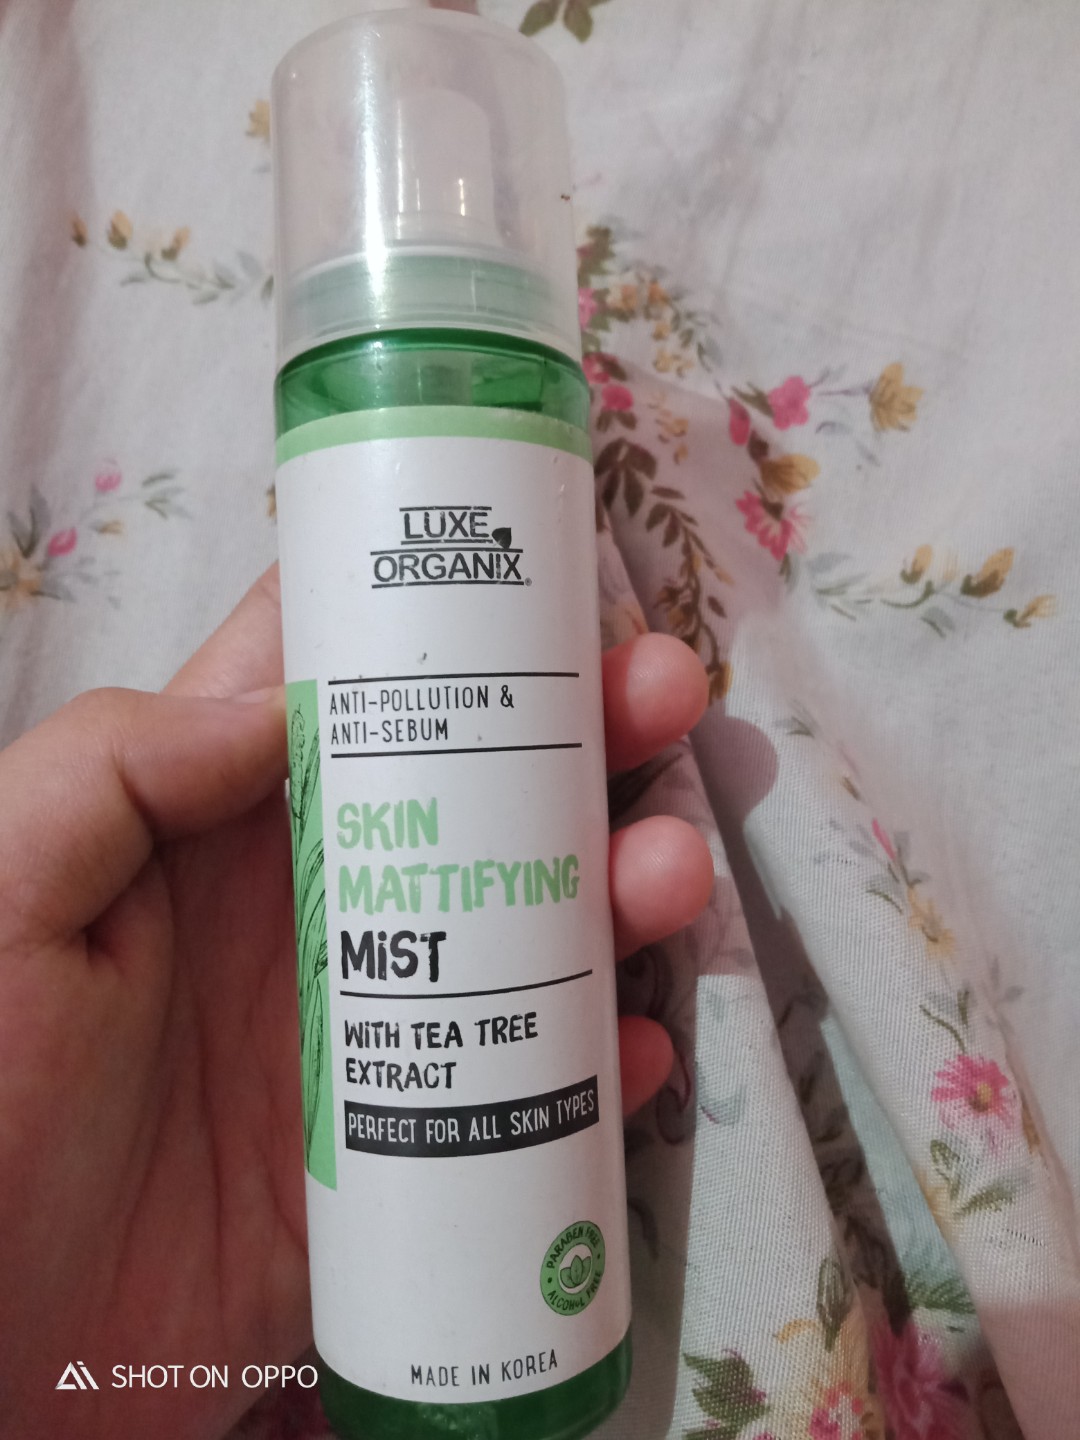 LUXE
ORGANIX®
ANTI-POLLUTION &
ANTI-SEBUM
SKIN
MATTIFYING
MiST
WiTH TEA TREE
EXTRACT
PERFECT FOR ALL SKIN TYPES
PARABEN FREE
ALCOHOL FREE
MADE IN KOREA
SHOT ON OPPO